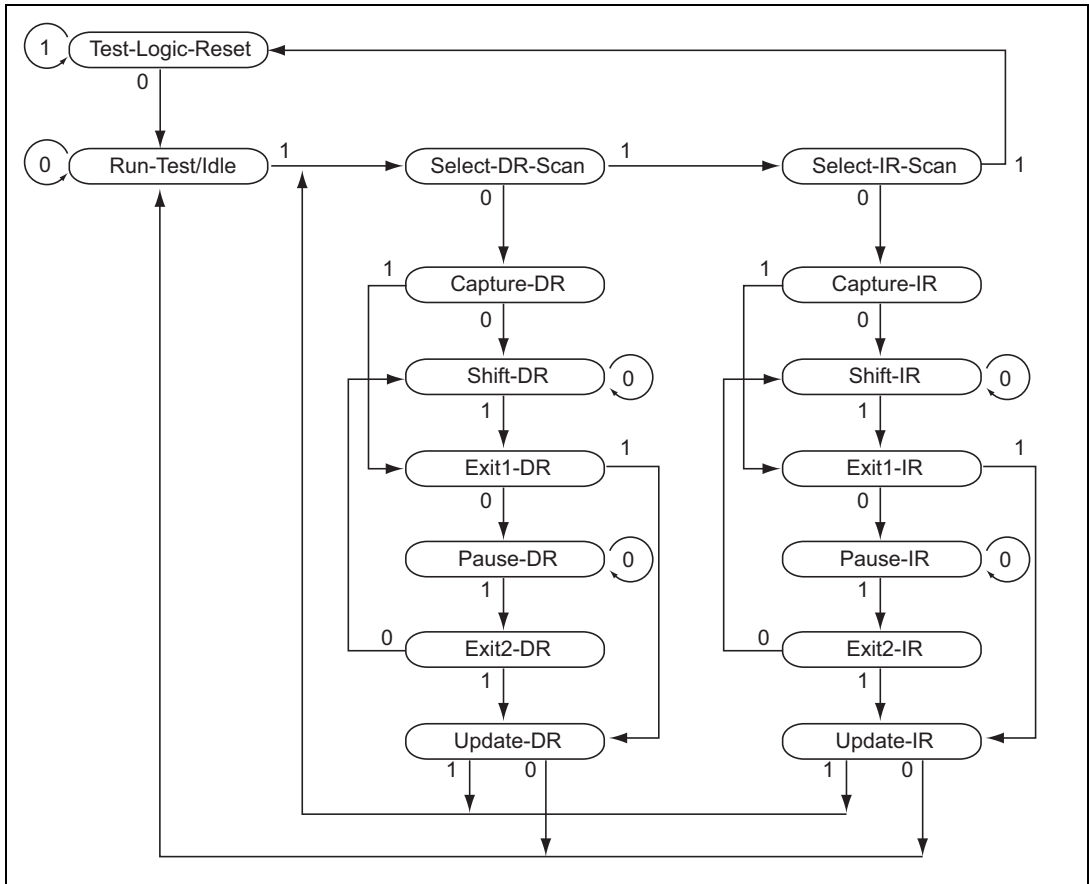 1 Test-Logic-Reset
0
0 Run-Test/Idle 1 Select-DR-Scan 1 Select-IR-Scan 1
0 0
1 Capture-DR 1 Capture-IR
0 0
Shift-DR 0 Shift-IR 0
1 1
Exit1-DR 1 Exit1-IR 1
0 0
Pause-DR 0 Pause-IR 0
1 1
0 Exit2-DR 0 Exit2-IR
1 1
Update-DR Update-IR
1 0 1 0